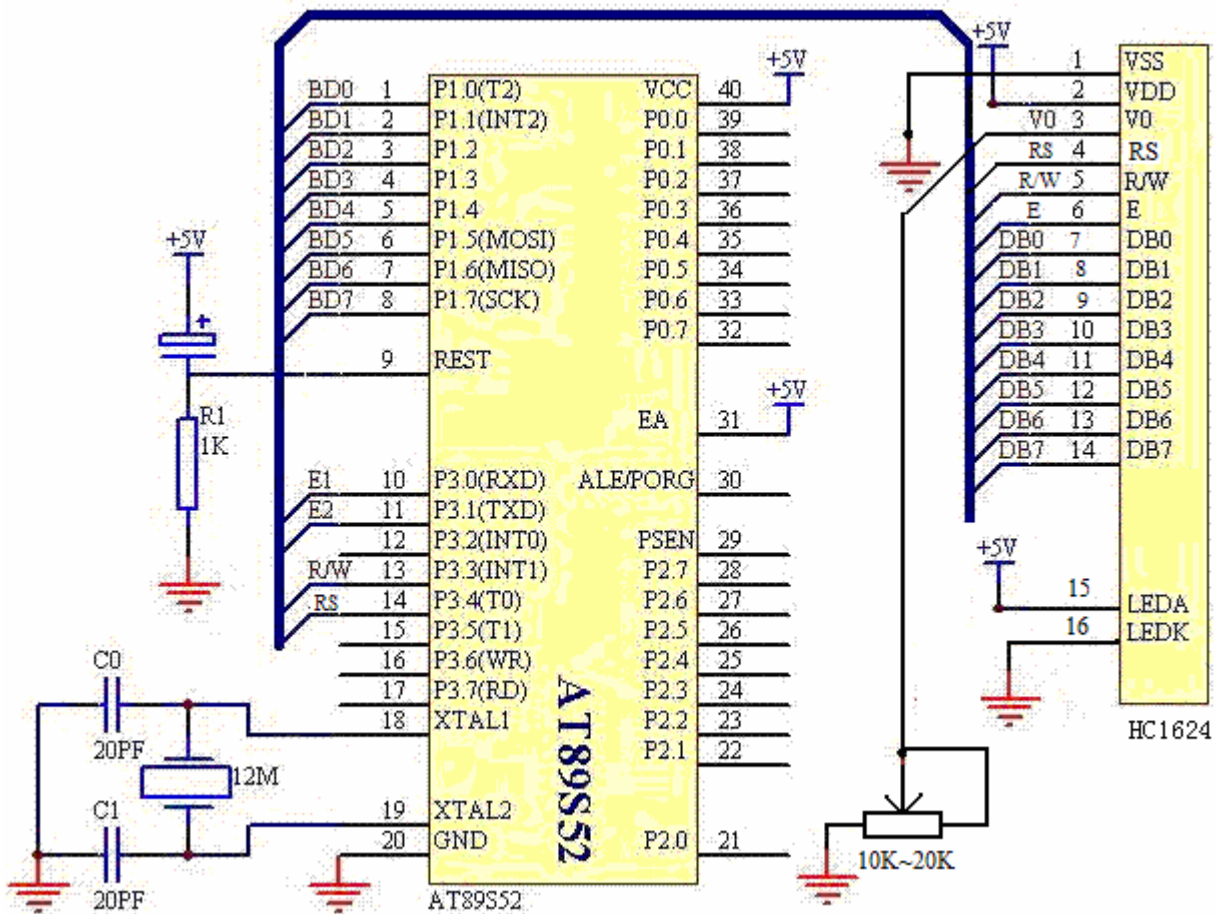 +5V
BD0 1 P1.0(T2)
BD1 2 P1.1(INT2)
BD2 3 P1.2
BD3 4 P1.3
BD4 5 P1.4
BD5 6 P1.5(MOSI)
BD6 7 P1.6(MISO)
BD7 8 P1.7(SCK)
+
9 REST
R1
1K
E1 10 P3.0(RXD)
E2 11 P3.1(TXD)
12 P3.2(INT0)
R/W 13 P3.3(INT1)
RS 14 P3.4(T0)
15 P3.5(T1)
16 P3.6(WR)
17 P3.7(RD)
18 XTAL1
C0
20PF
12M
C1
20PF
19 XTAL2
20 GND
AT89S52
AT89S52
+5V
VCC 40
P0.0 39
P0.1 38
P0.2 37
P0.3 36
P0.4 35
P0.5 34
P0.6 33
P0.7 32
+5V
EA 31
ALE/PORG 30
PSEN 29
P2.7 28
P2.6 27
P2.5 26
P2.4 25
P2.3 24
P2.2 23
P2.1 22
P2.0 21
10K~20K
+5V
1 VSS
2 VDD
V0 3 V0
RS 4 RS
R/W 5 R/W
E 6 E
DB0 7 DB0
DB1 8 DB1
DB2 9 DB2
DB3 10 DB3
DB4 11 DB4
DB5 12 DB5
DB6 13 DB6
DB7 14 DB7
+5V
15 LEDA
16 LEDK
HC1624